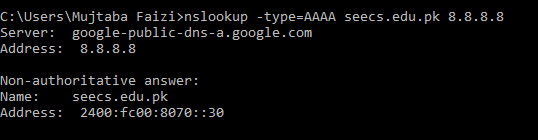 C:\Users\Mujtaba Faizi>nslookup -type=AAAA seecs.edu.pk 8.8.8.8
Server:  google-public-dns-a.google.com
Address:  8.8.8.8

Non-authoritative answer:
Name:    seecs.edu.pk
Address:  2400:fc00:8070::30